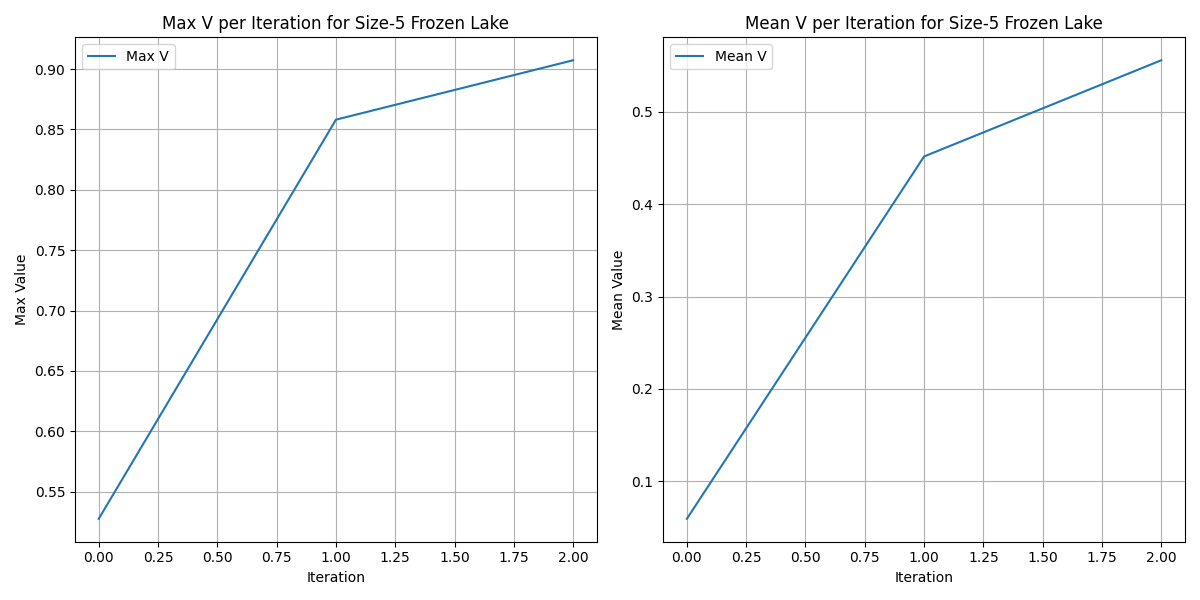 Max V per Iteration for Size-5 Frozen Lake
Max V
0.90
0.85
0.80
0.75
0.70
0.65
0.60
0.55
Max Value
0.00 0.25 0.50 0.75 1.00 1.25 1.50 1.75 2.00
Iteration
Mean V per Iteration for Size-5 Frozen Lake
Mean V
0.5
0.4
0.3
0.2
0.1
Mean Value
0.00 0.25 0.50 0.75 1.00 1.25 1.50 1.75 2.00
Iteration